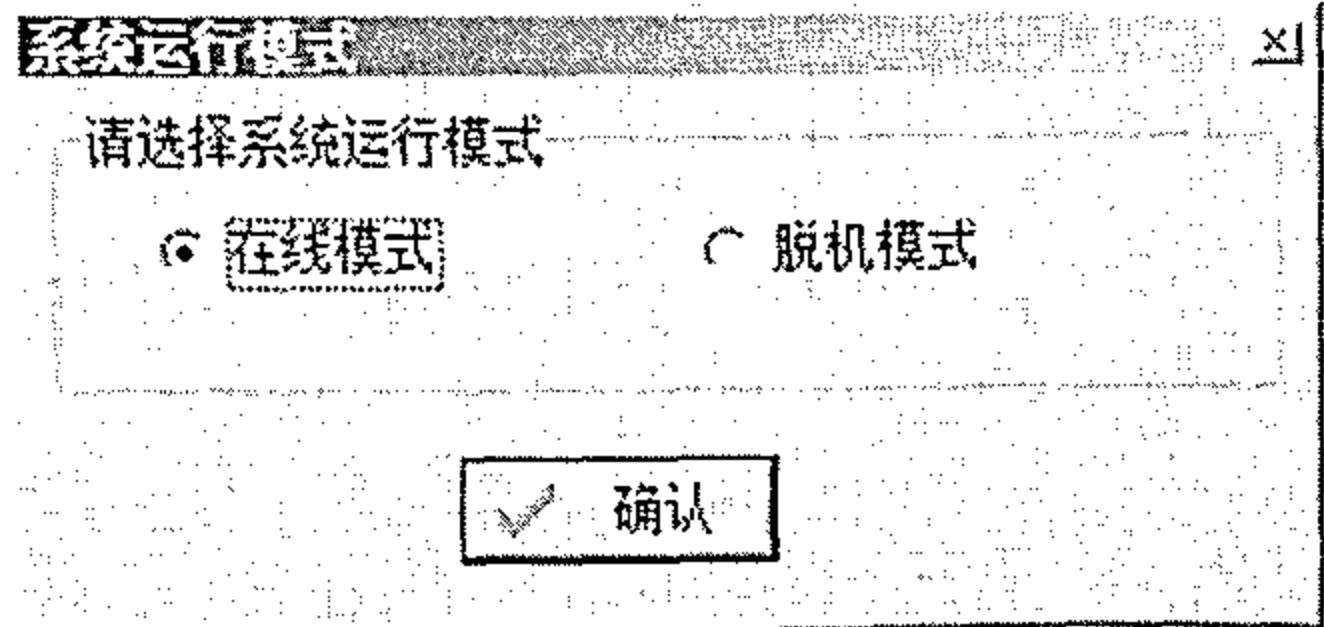 系统运行模式
请选择系统运行模式
在线模式 脱机模式
确认